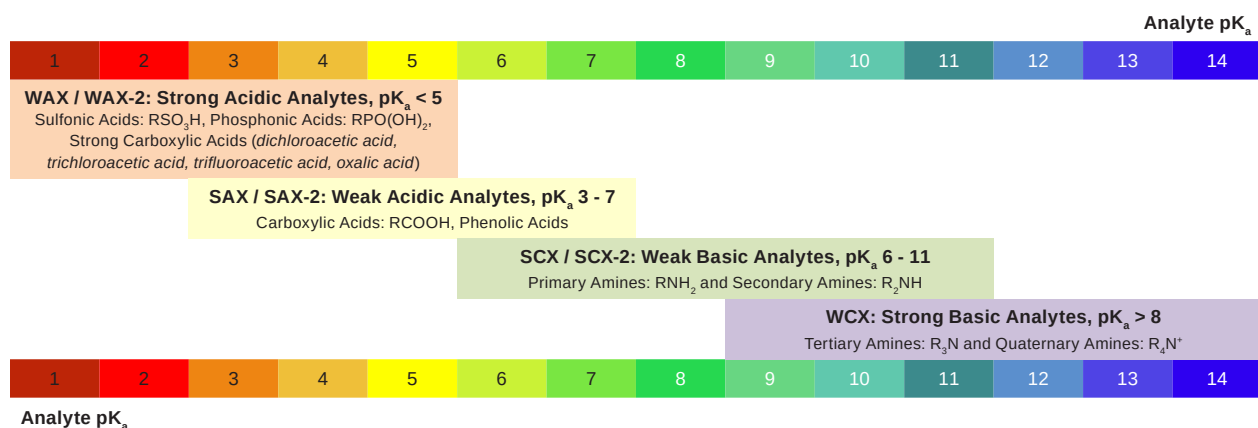 Analyte pKa
1 2 3 4 5 6 7 8 9 10 11 12 13 14
WAX / WAX-2: Strong Acidic Analytes, pKa < 5
Sulfonic Acids: RSO3H, Phosphonic Acids: RPO(OH)2,
Strong Carboxylic Acids (dichloroacetic acid,
trichloroacetic acid, trifluoroacetic acid, oxalic acid)
SAX / SAX-2: Weak Acidic Analytes, pKa 3 - 7
Carboxylic Acids: RCOOH, Phenolic Acids
SCX / SCX-2: Weak Basic Analytes, pKa 6 - 11
Primary Amines: RNH2 and Secondary Amines: R2NH
WCX: Strong Basic Analytes, pKa > 8
Tertiary Amines: R3N and Quaternary Amines: R4N+
1 2 3 4 5 6 7 8 9 10 11 12 13 14
Analyte pKa